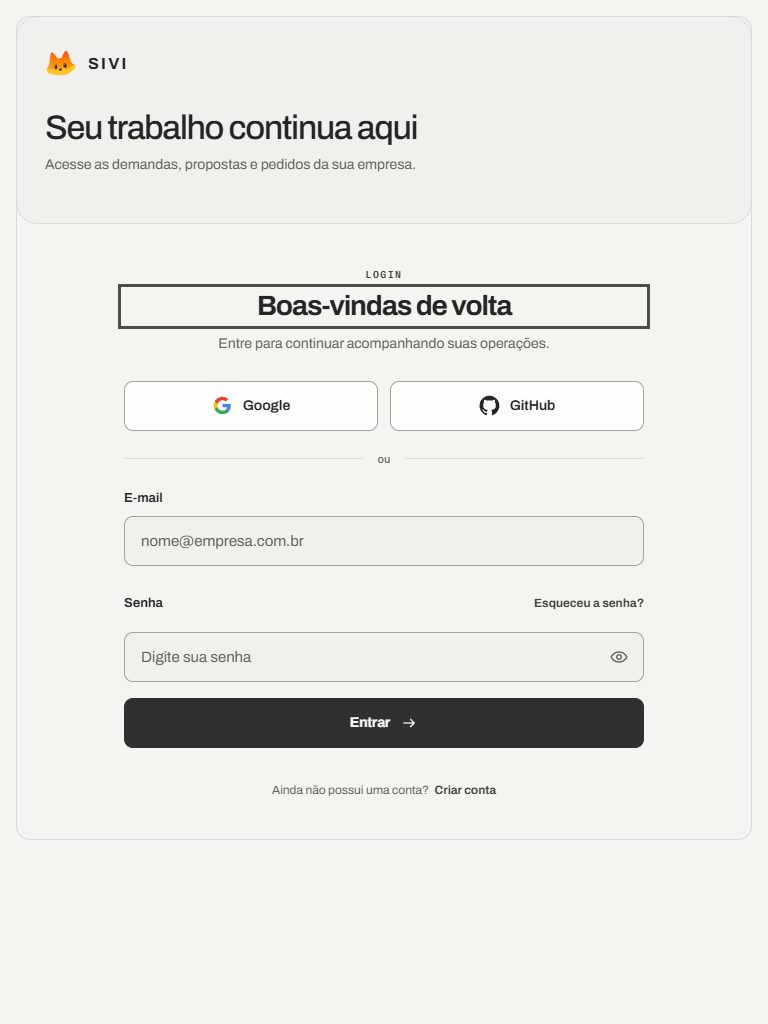 SIVI
Seu trabalho continua aqui
Acesse as demandas, propostas e pedidos da sua empresa.
LOGIN
Boas-vindas de volta
Entre para continuar acompanhando suas operações.
Google
GitHub
ou
E-mail
nome@empresa.com.br
Senha
Esqueceu a senha?
Digite sua senha
Entrar →
Ainda não possui uma conta? Criar conta